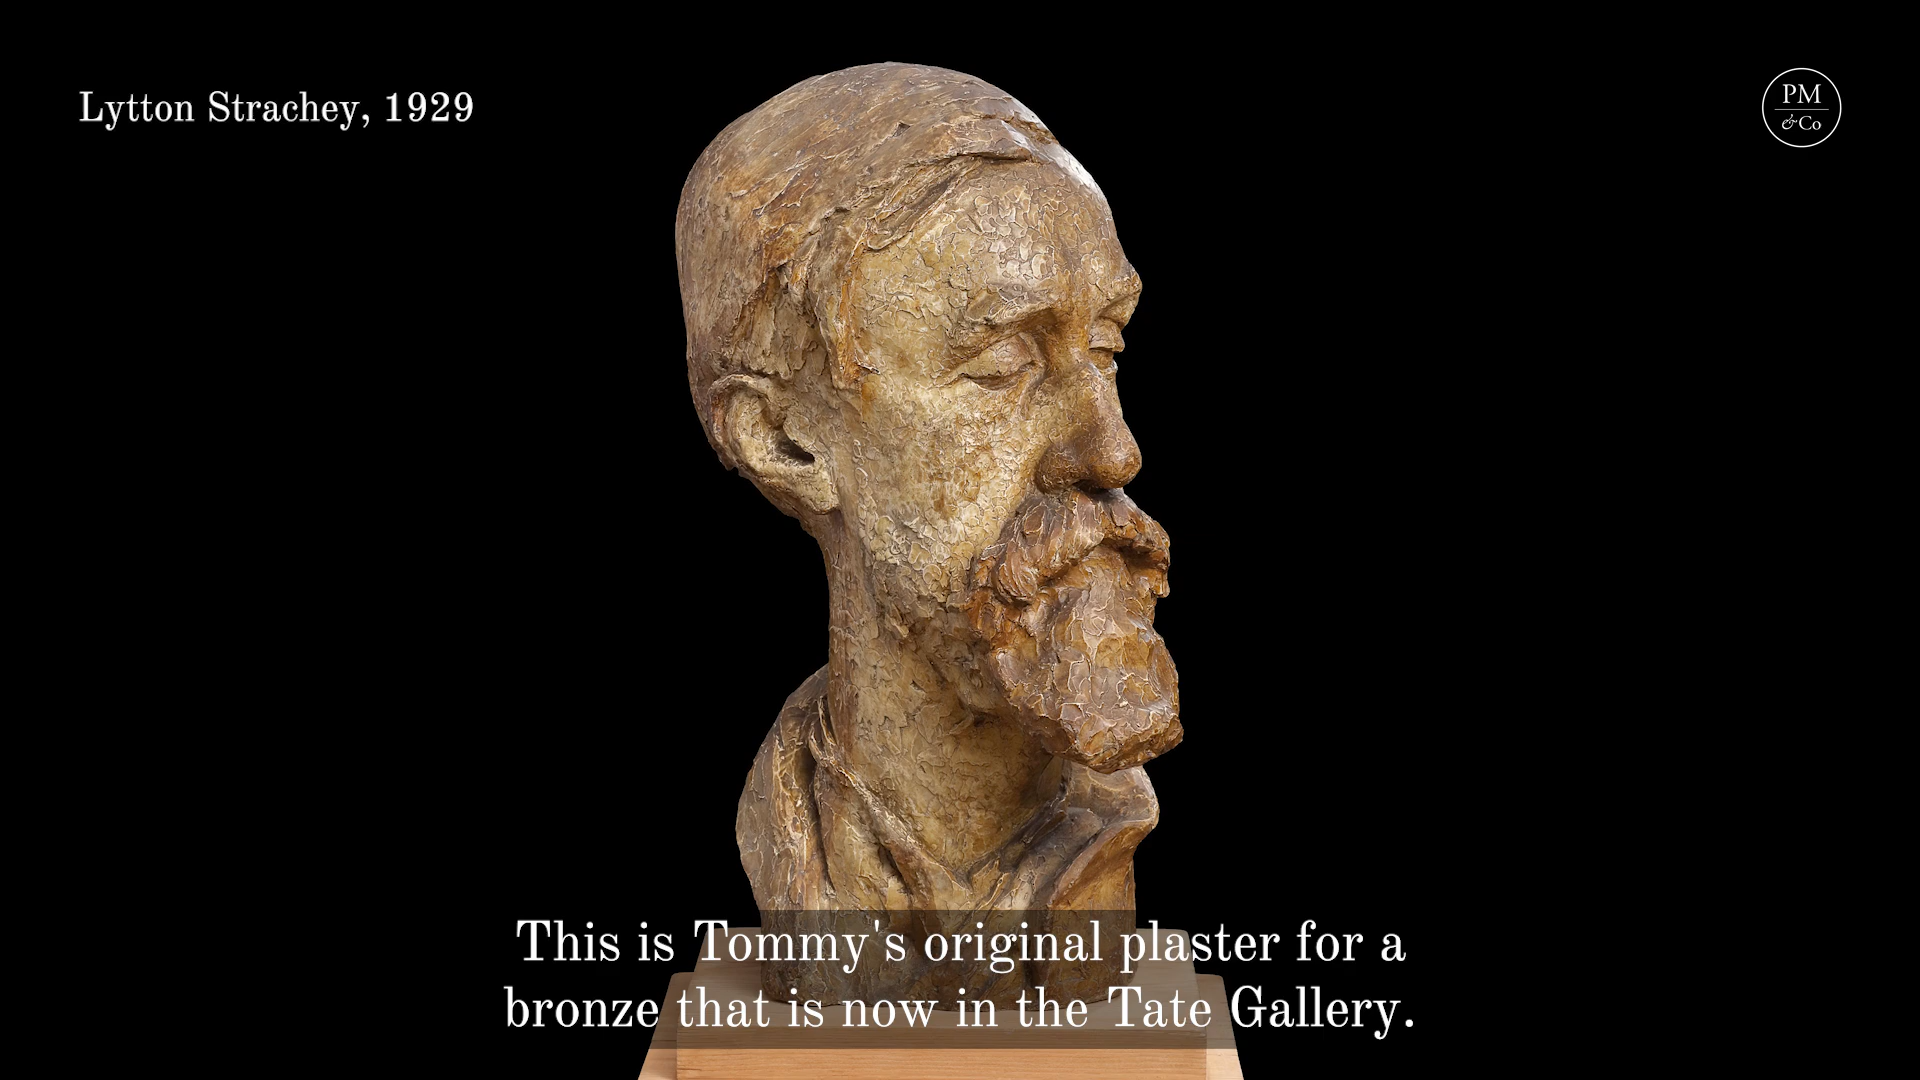 Lytton Strachey, 1929
PM
& Co
This is Tommy's original plaster for a
bronze that is now in the Tate Gallery.